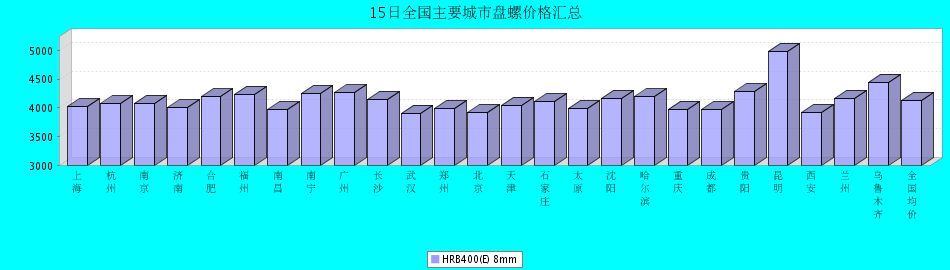 15日全国主要城市盘螺价格汇总
5000
4500
4000
3500
3000
上海
杭州
南京
济南
合肥
福州
南昌
南宁
广州
长沙
武汉
郑州
北京
天津
石家庄
太原
沈阳
哈尔滨
重庆
成都
贵阳
昆明
西安
兰州
乌鲁木齐
全国均价
HRB400(E) 8mm